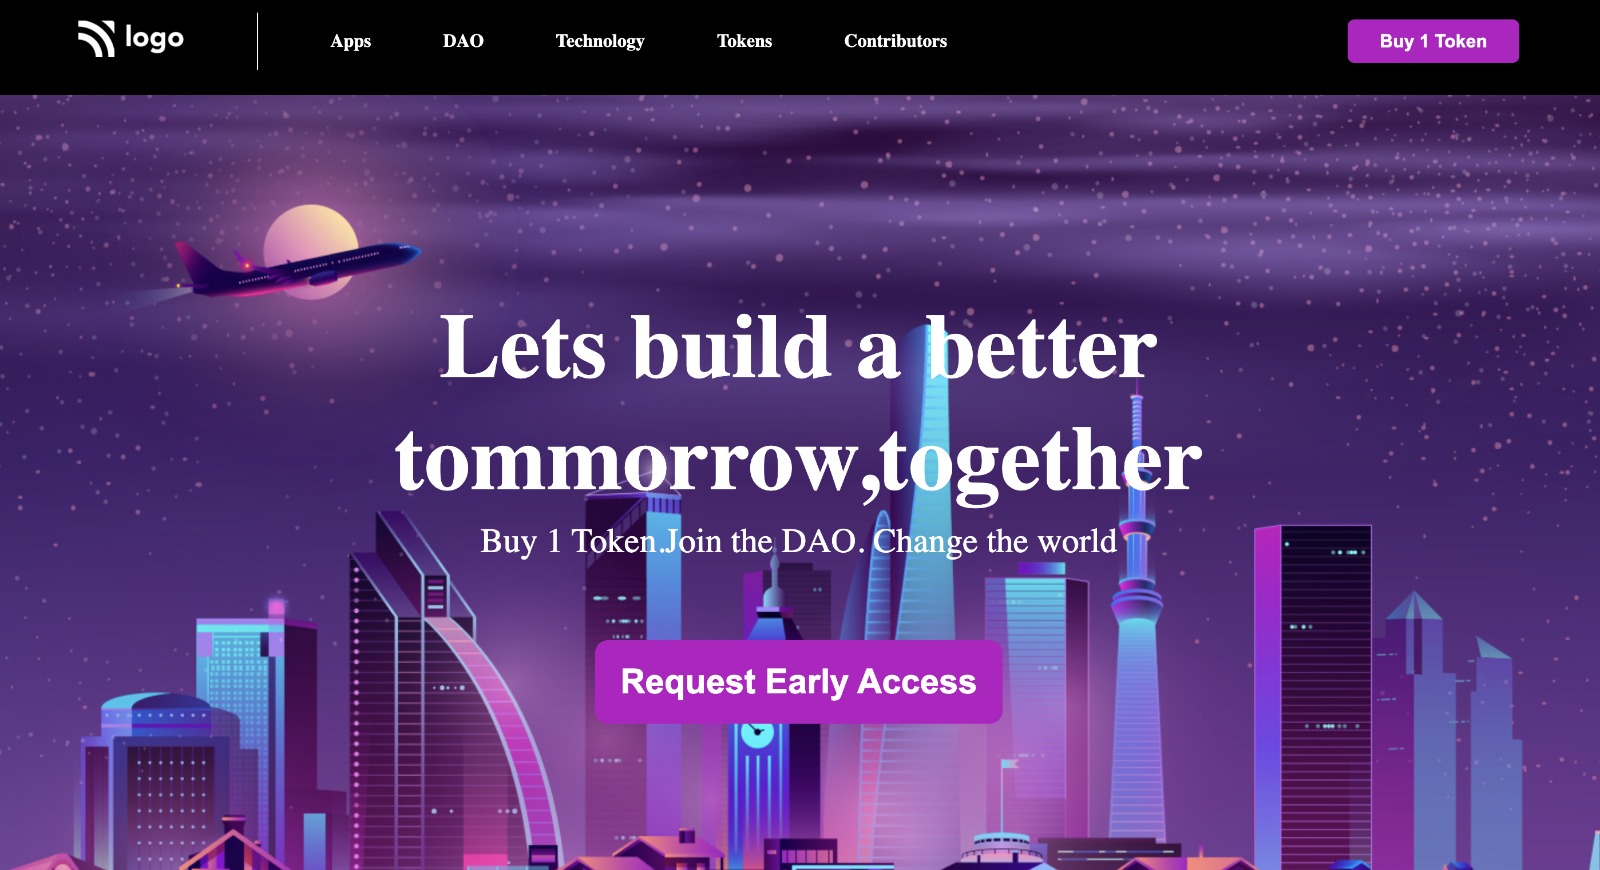 logo
Apps
DAO
Technology
Tokens
Contributors
Buy 1 Token
Lets build a better
tommorrow,together
Buy 1 Token.Join the DAO. Change the world
Request Early Access